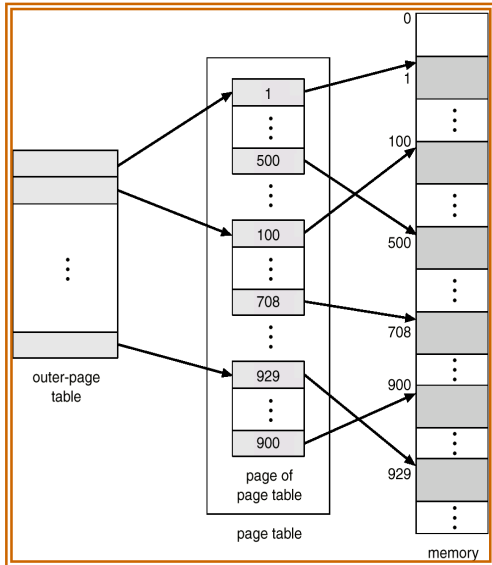 0
1
1
100
500
500
100
708
708
929
900
900
929
outer-page
table
page of
page table
page table
memory